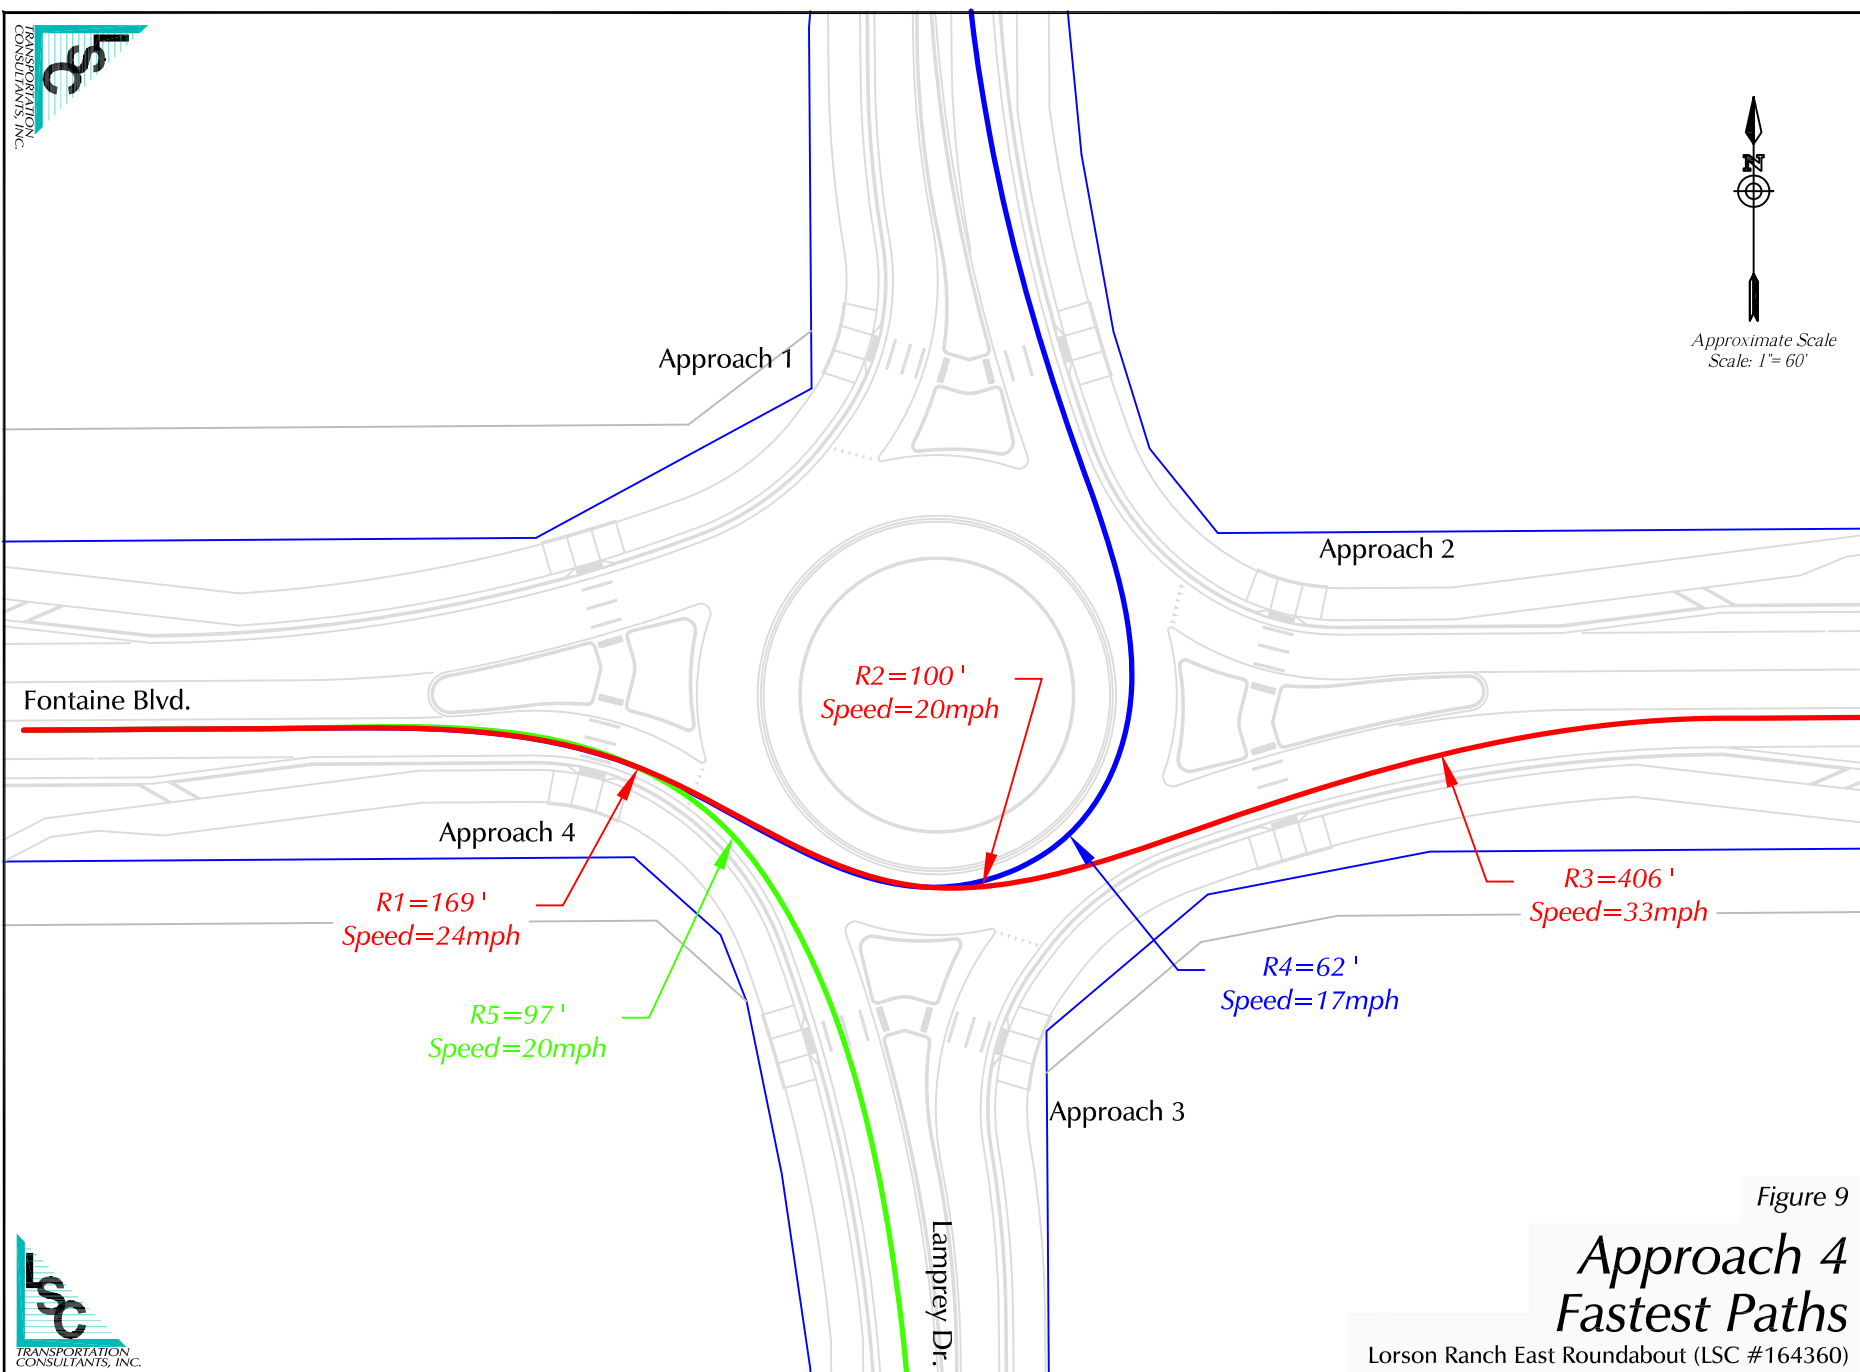 LSC
TRANSPORTATION
CONSULTANTS, INC.
N
Approximate Scale
Scale: 1"= 60'
Approach 1
Approach 2
Fontaine Blvd.
R2=100 '
Speed=20mph
Approach 4
R1=169 '
Speed=24mph
R3=406 '
Speed=33mph
R4=62 '
Speed=17mph
R5=97 '
Speed=20mph
Approach 3
Lamprey Dr.
Figure 9
Approach 4
Fastest Paths
Lorson Ranch East Roundabout (LSC #164360)
LSC
TRANSPORTATION
CONSULTANTS, INC.